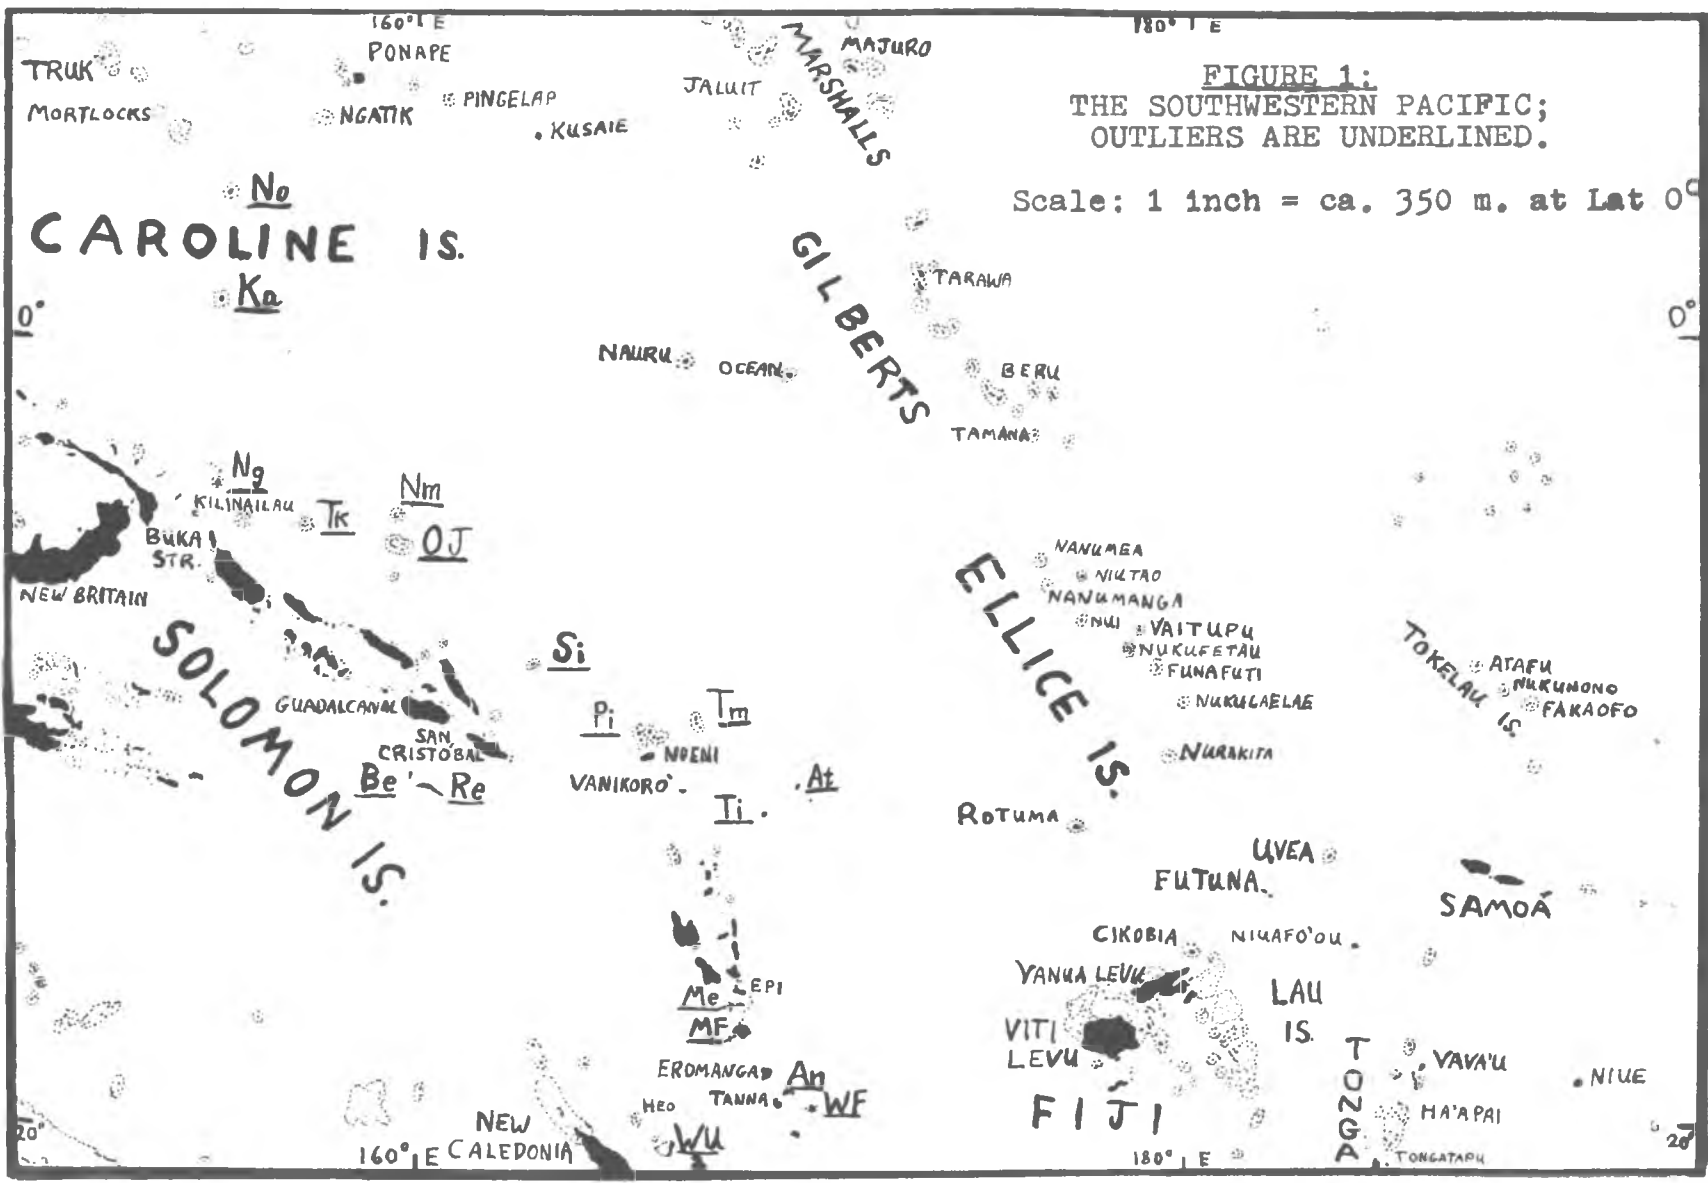 160° E
180° E
PONAPE
TRUK
MORTLOCKS
NGATIK
PINGELAP
KUSAIE
JALUIT
MARSHALLS
MAJURO
FIGURE 1:
THE SOUTHWESTERN PACIFIC;
OUTLIERS ARE UNDERLINED.
Scale: 1 inch = ca. 350 m. at Lat 0°
No
CAROLINE IS.
Ka
0°
0°
GILBERTS
TARAWA
NAURU
OCEAN
BERU
TAMANA
Ng
KILINAILAU
Tk
Nm
OJ
BUKA
STR.
NEW BRITAIN
SOLOMON IS.
GUADALCANAL
SAN
CRISTOBAL
Be
Re
Si
Pi
Tm
NDENI
VANIKORO
Ti
At
ELLICE IS.
NANUMEA
NIUTAO
NANUMANGA
NUI
VAITUPU
NUKUFETAU
FUNAFUTI
NUKULAELAE
NURAKITA
TOKELAU IS.
ATAFU
NUKUNONO
FAKAOFO
ROTUMA
UVEA
FUTUNA
SAMOA
CIKOBIA
NIUAFO'OU
VANUA LEVU
VITI
LEVU
LAU
IS.
FIJI
TONGA
VAVA'U
HA'APAI
TONGATAPU
NIUE
EPI
Me
MF
EROMANGA
TANNA
An
WF
HEO
WU
NEW
CALEDONIA
20°
160° E
180° E
20°